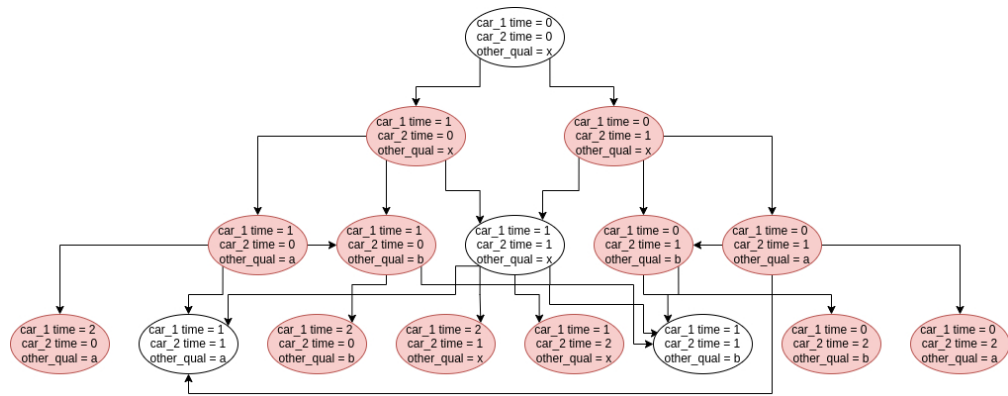 car_1 time = 0
car_2 time = 0
other_qual = x
car_1 time = 1
car_2 time = 0
other_qual = x
car_1 time = 0
car_2 time = 1
other_qual = x
car_1 time = 1
car_2 time = 0
other_qual = a
car_1 time = 1
car_2 time = 0
other_qual = b
car_1 time = 1
car_2 time = 1
other_qual = x
car_1 time = 0
car_2 time = 1
other_qual = b
car_1 time = 0
car_2 time = 1
other_qual = a
car_1 time = 2
car_2 time = 0
other_qual = a
car_1 time = 1
car_2 time = 1
other_qual = a
car_1 time = 2
car_2 time = 0
other_qual = b
car_1 time = 2
car_2 time = 1
other_qual = x
car_1 time = 1
car_2 time = 2
other_qual = x
car_1 time = 1
car_2 time = 1
other_qual = b
car_1 time = 0
car_2 time = 2
other_qual = b
car_1 time = 0
car_2 time = 2
other_qual = a